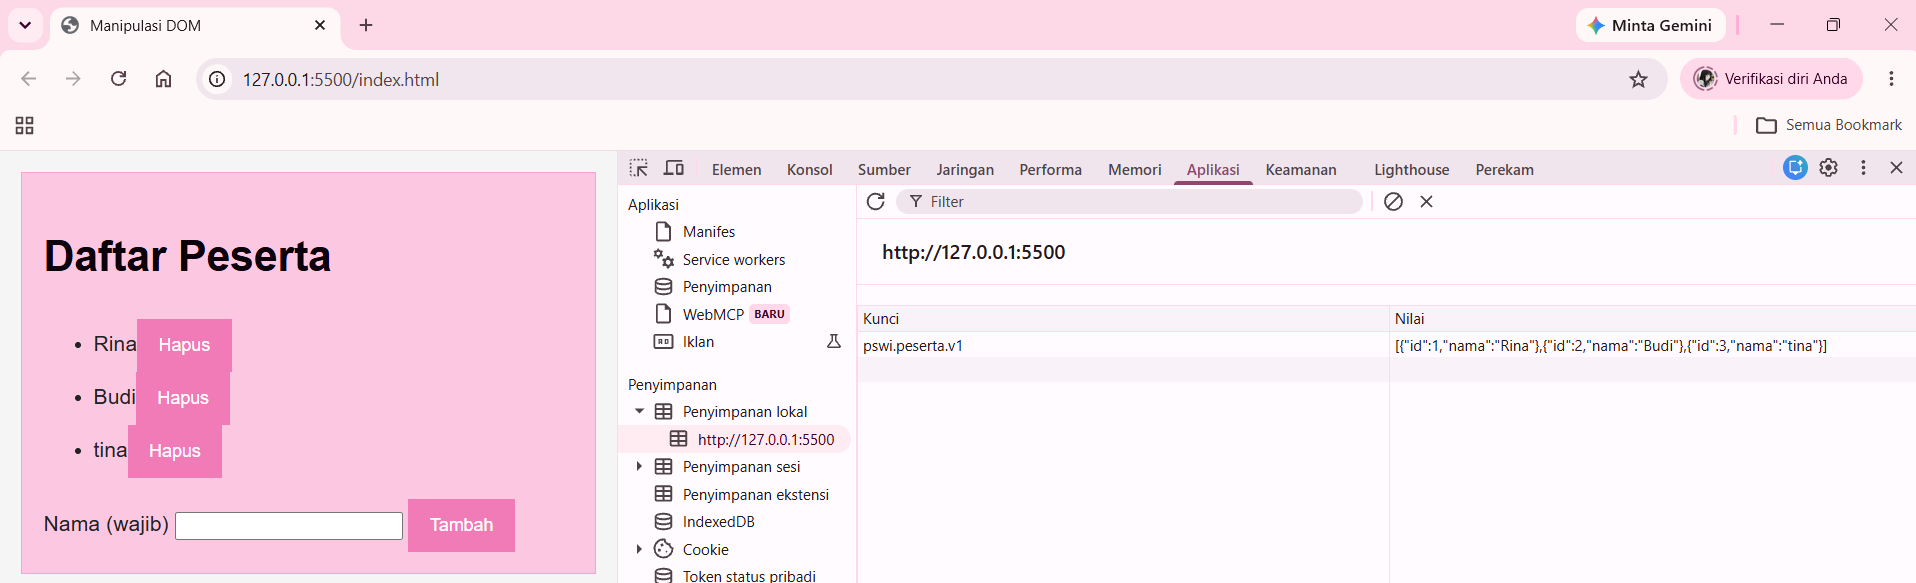 Manipulasi DOM
Minta Gemini
127.0.0.1:5500/index.html
Verifikasi diri Anda
Semua Bookmark
Daftar Peserta
Rina Hapus
Budi Hapus
tina Hapus
Nama (wajib) Tambah
Elemen Konsol Sumber Jaringan Performa Memori Aplikasi Keamanan Lighthouse Perekam
Aplikasi
Manifes
Service workers
Penyimpanan
WebMCP BARU
Iklan
Penyimpanan
Penyimpanan lokal
http://127.0.0.1:5500
Penyimpanan sesi
Penyimpanan ekstensi
IndexedDB
Cookie
Token status pribadi
Filter
http://127.0.0.1:5500
Kunci Nilai
pswi.peserta.v1 [{"id":1,"nama":"Rina"},{"id":2,"nama":"Budi"},{"id":3,"nama":"tina"}]